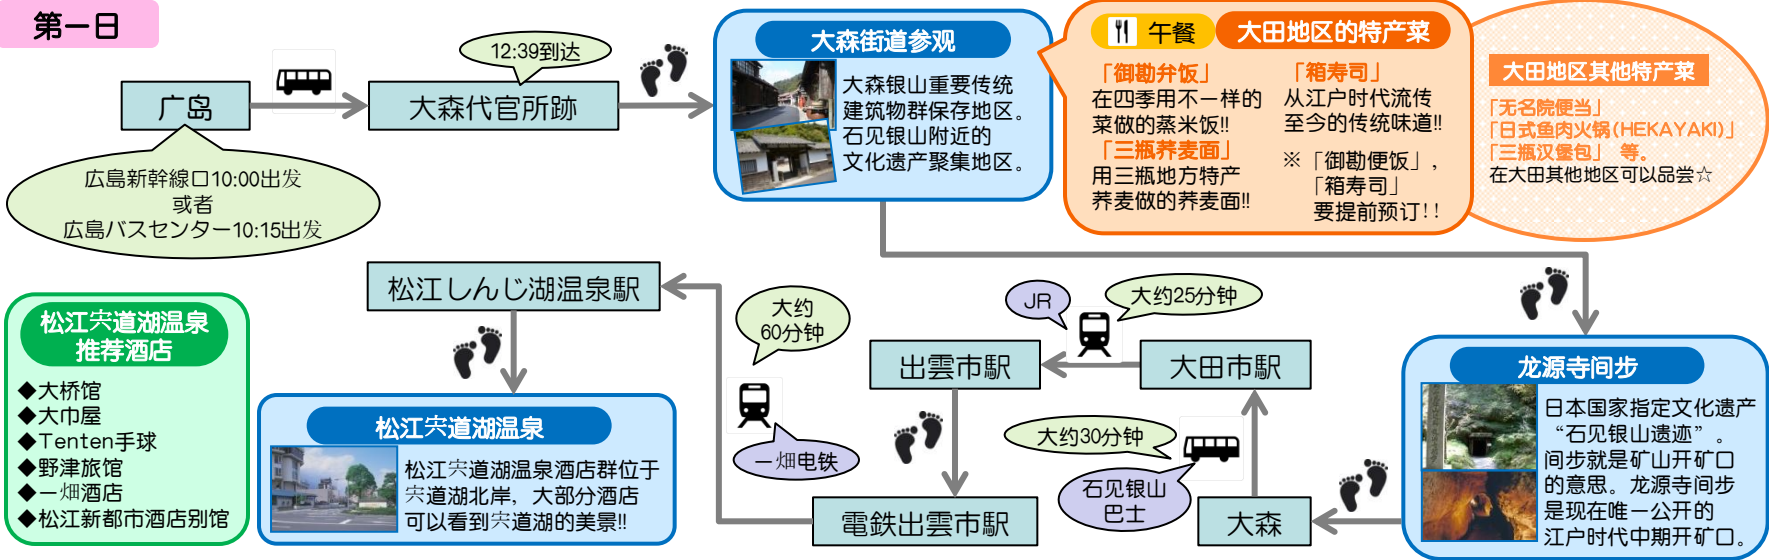 第一日
广岛
広島新幹線口10:00出发
或者
広島バスセンター10:15出发
12:39到达
大森代官所跡
大森街道参观
大森银山重要传统
建筑物群保存地区。
石见银山附近的
文化遗产聚集地区。
午餐
大田地区的特产菜
「御勘弁饭」
在四季用不一样的
菜做的蒸米饭!!
「三瓶荞麦面」
用三瓶地方特产
荞麦做的荞麦面!!
「箱寿司」
从江户时代流传
至今的传统味道!!
※「御勘便饭」,
「箱寿司」
要提前预订!!
大田地区其他特产菜
「无名院便当」
「日式鱼肉火锅(HEKAYAKI)」
「三瓶汉堡包」 等。
在大田其他地区可以品尝☆
龙源寺间步
日本国家指定文化遗产
“石见银山遗迹”。
间步就是矿山开矿口
的意思。龙源寺间步
是现在唯一公开的
江户时代中期开矿口。
大森
大约30分钟
石见银山
巴士
大田市駅
JR
大约25分钟
出雲市駅
電鉄出雲市駅
大约
60分钟
一畑电铁
松江しんじ湖温泉駅
松江宍道湖温泉
松江宍道湖温泉酒店群位于
宍道湖北岸, 大部分酒店
可以看到宍道湖的美景!!
松江宍道湖温泉
推荐酒店
◆大桥馆
◆大巾屋
◆Tenten手球
◆野津旅馆
◆一畑酒店
◆松江新都市酒店别馆